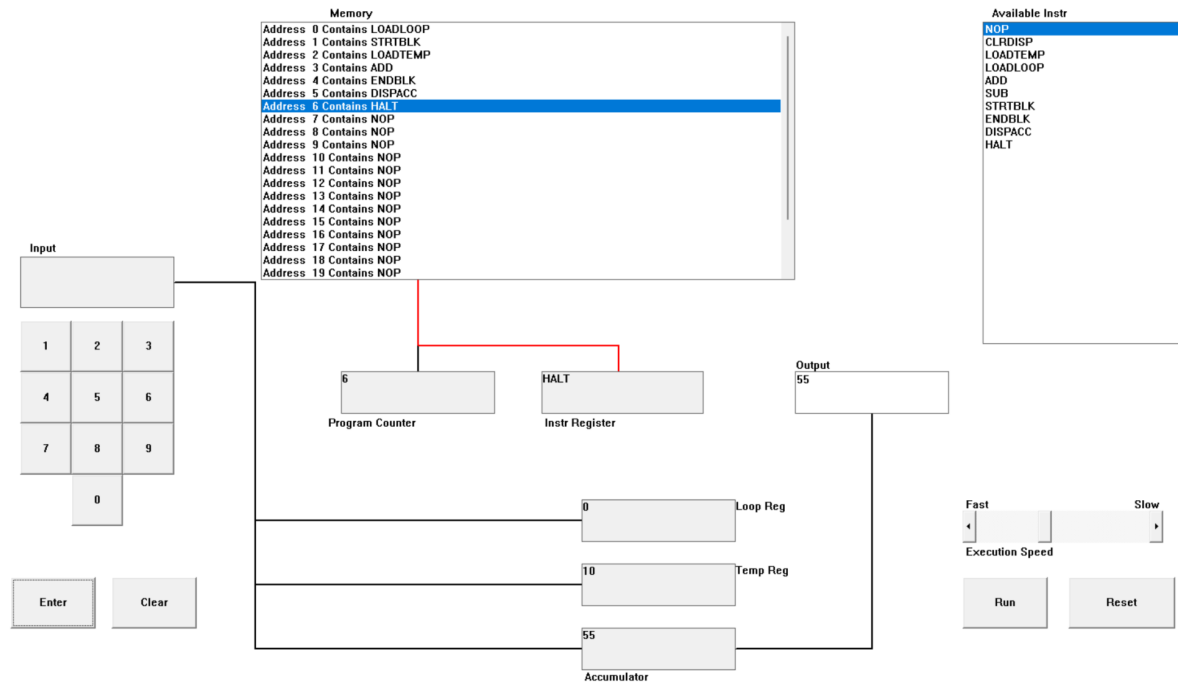 Memory
Address 0 Contains LOADLOOP
Address 1 Contains STRTBLK
Address 2 Contains LOADTEMP
Address 3 Contains ADD
Address 4 Contains ENDBLK
Address 5 Contains DISPACC
Address 6 Contains HALT
Address 7 Contains NOP
Address 8 Contains NOP
Address 9 Contains NOP
Address 10 Contains NOP
Address 11 Contains NOP
Address 12 Contains NOP
Address 13 Contains NOP
Address 14 Contains NOP
Address 15 Contains NOP
Address 16 Contains NOP
Address 17 Contains NOP
Address 18 Contains NOP
Address 19 Contains NOP
Available Instr
NOP
CLRDISP
LOADTEMP
LOADLOOP
ADD
SUB
STRTBLK
ENDBLK
DISPACC
HALT
Input
1 2 3
4 5 6
7 8 9
0
Enter Clear
6
Program Counter
HALT
Instr Register
Output
55
0 Loop Reg
10 Temp Reg
55
Accumulator
Fast Slow
Execution Speed
Run Reset